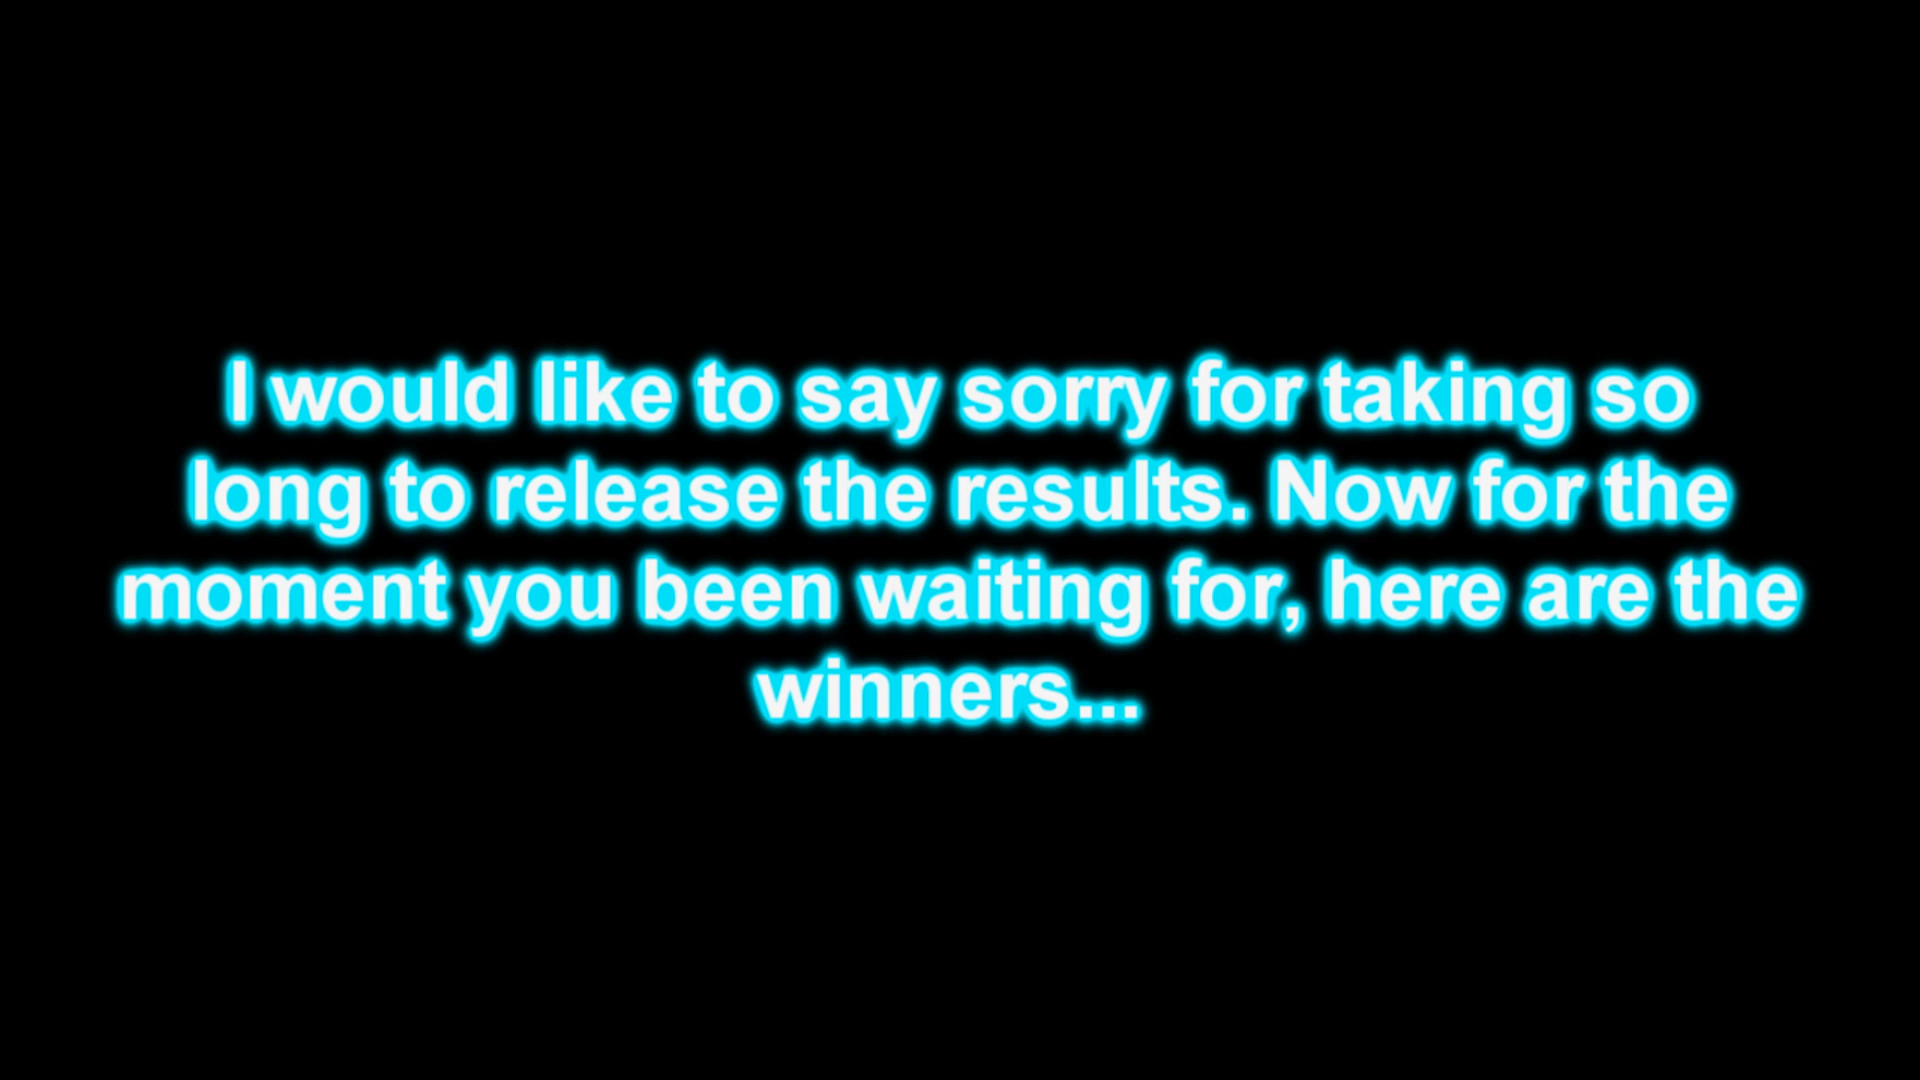 I would like to say sorry for taking so
long to release the results. Now for the
moment you been waiting for, here are the
winners...